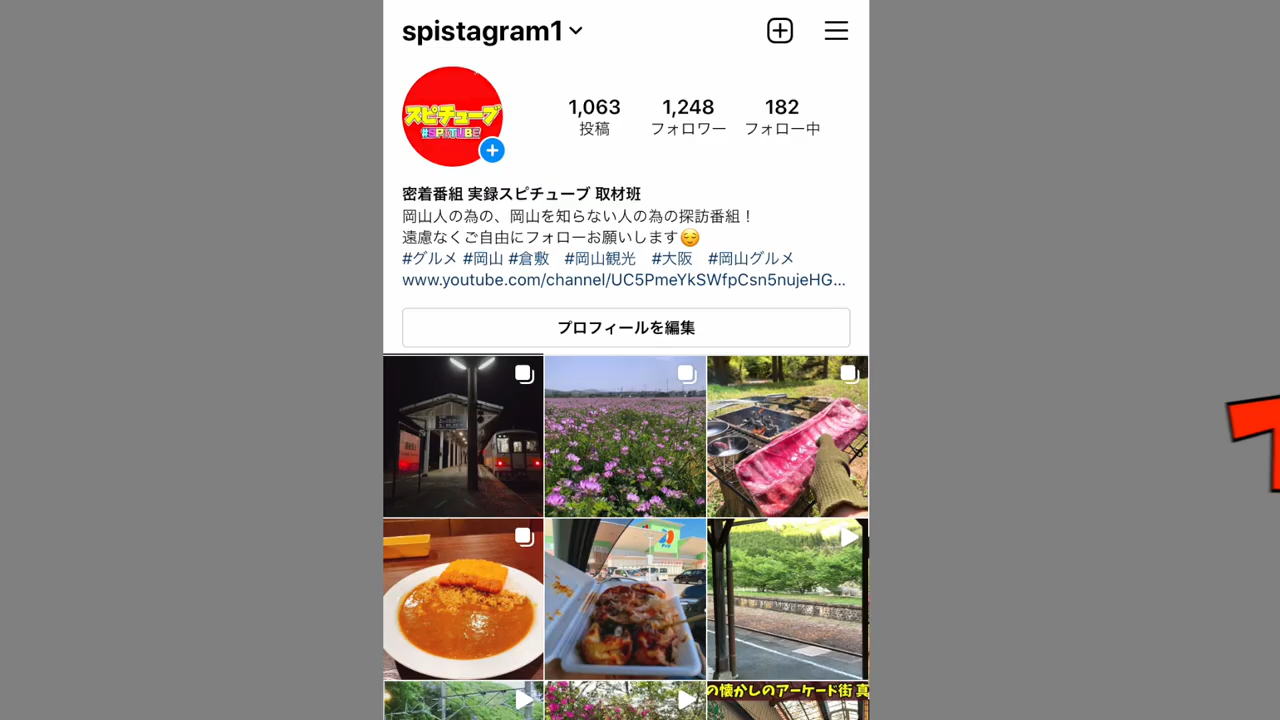 spistagram1
スピチューブ
#SPITUBE
1,063
投稿
1,248
フォロワー
182
フォロー中
密着番組 実録スピチューブ 取材班
岡山人の為の、岡山を知らない人の為の探訪番組！
遠慮なくご自由にフォローお願いします😌
#グルメ #岡山 #倉敷　#岡山観光　#大阪　#岡山グルメ
www.youtube.com/channel/UC5PmeYkSWfpCsn5nujeHG...
プロフィールを編集
の懐かしのアーケード街 真